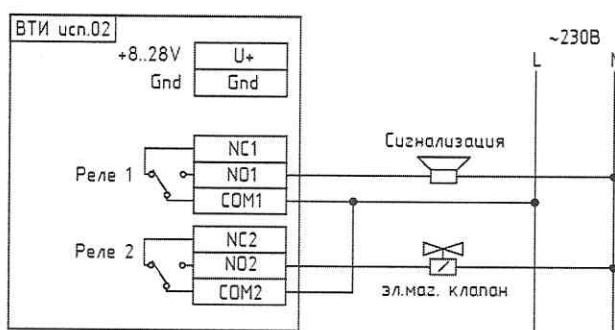 ВТИ исп.02
~230В
+8..28V U+
L N
Gnd Gnd
NC1
Сигнализация
Реле 1 NO1
COM1
NC2
Реле 2 NO2
COM2
эл.маг. клапан